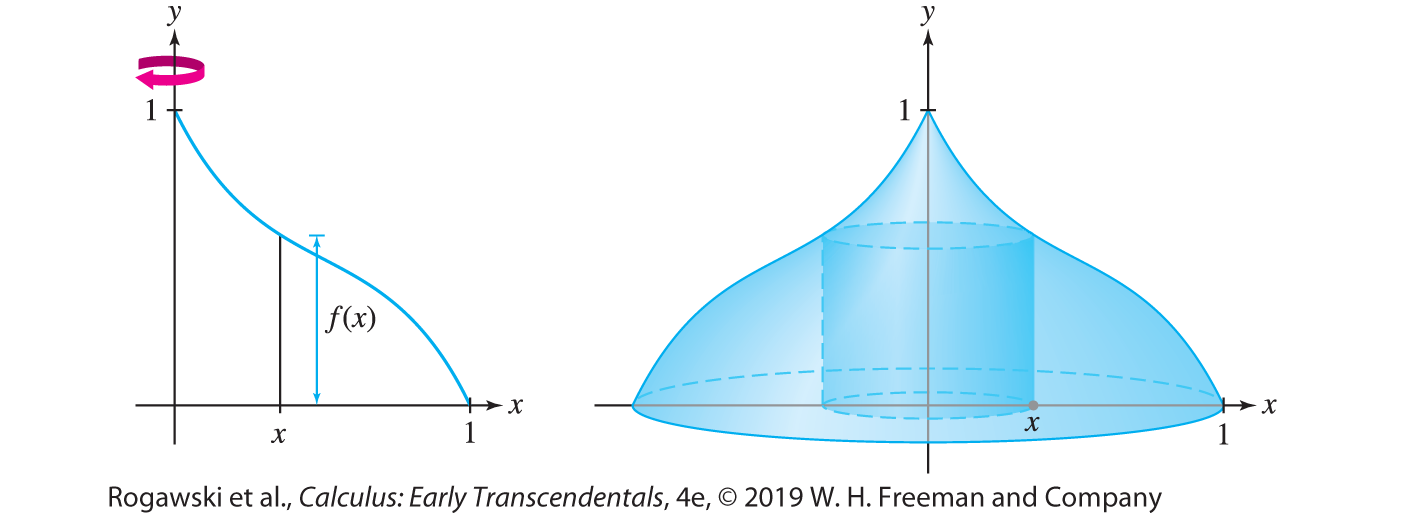 y
1
f(x)
x
x
1
y
1
x
x
1
Rogawski et al., Calculus: Early Transcendentals, 4e, © 2019 W. H. Freeman and Company